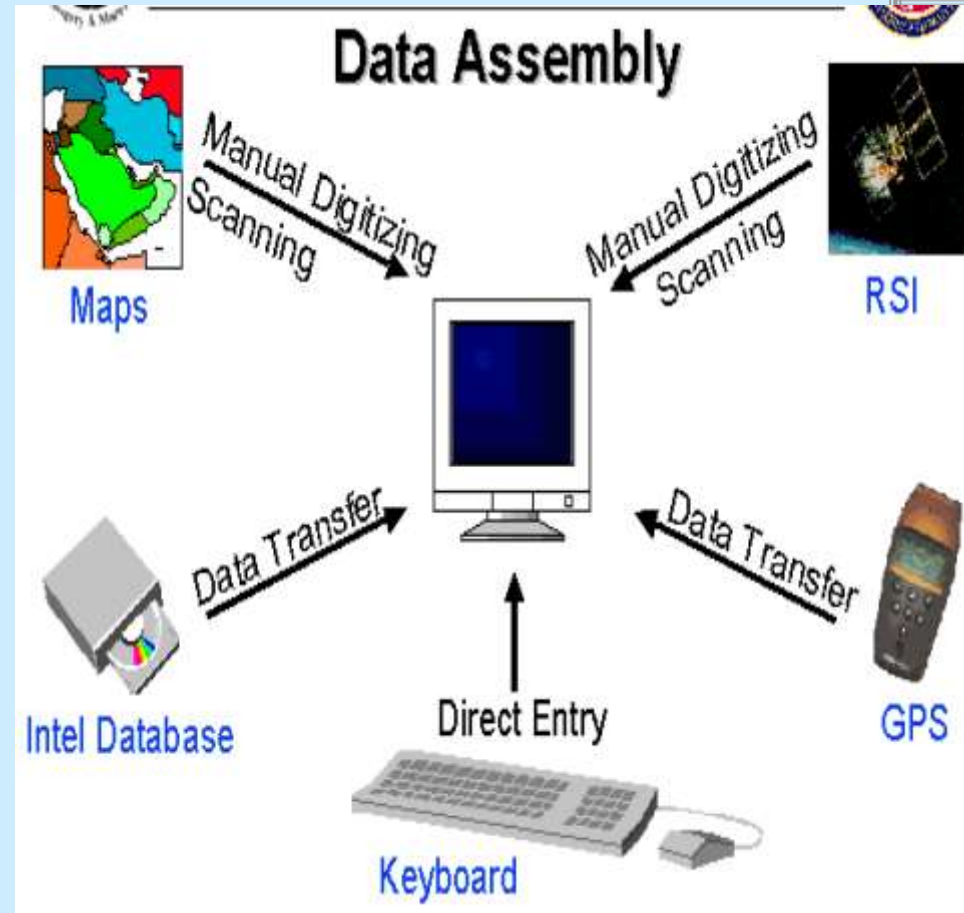 Data Assembly
Manual Digitizing
Scanning
Manual Digitizing
Scanning
Maps
RSI
Data Transfer
Data Transfer
Intel Database
Direct Entry
GPS
Keyboard